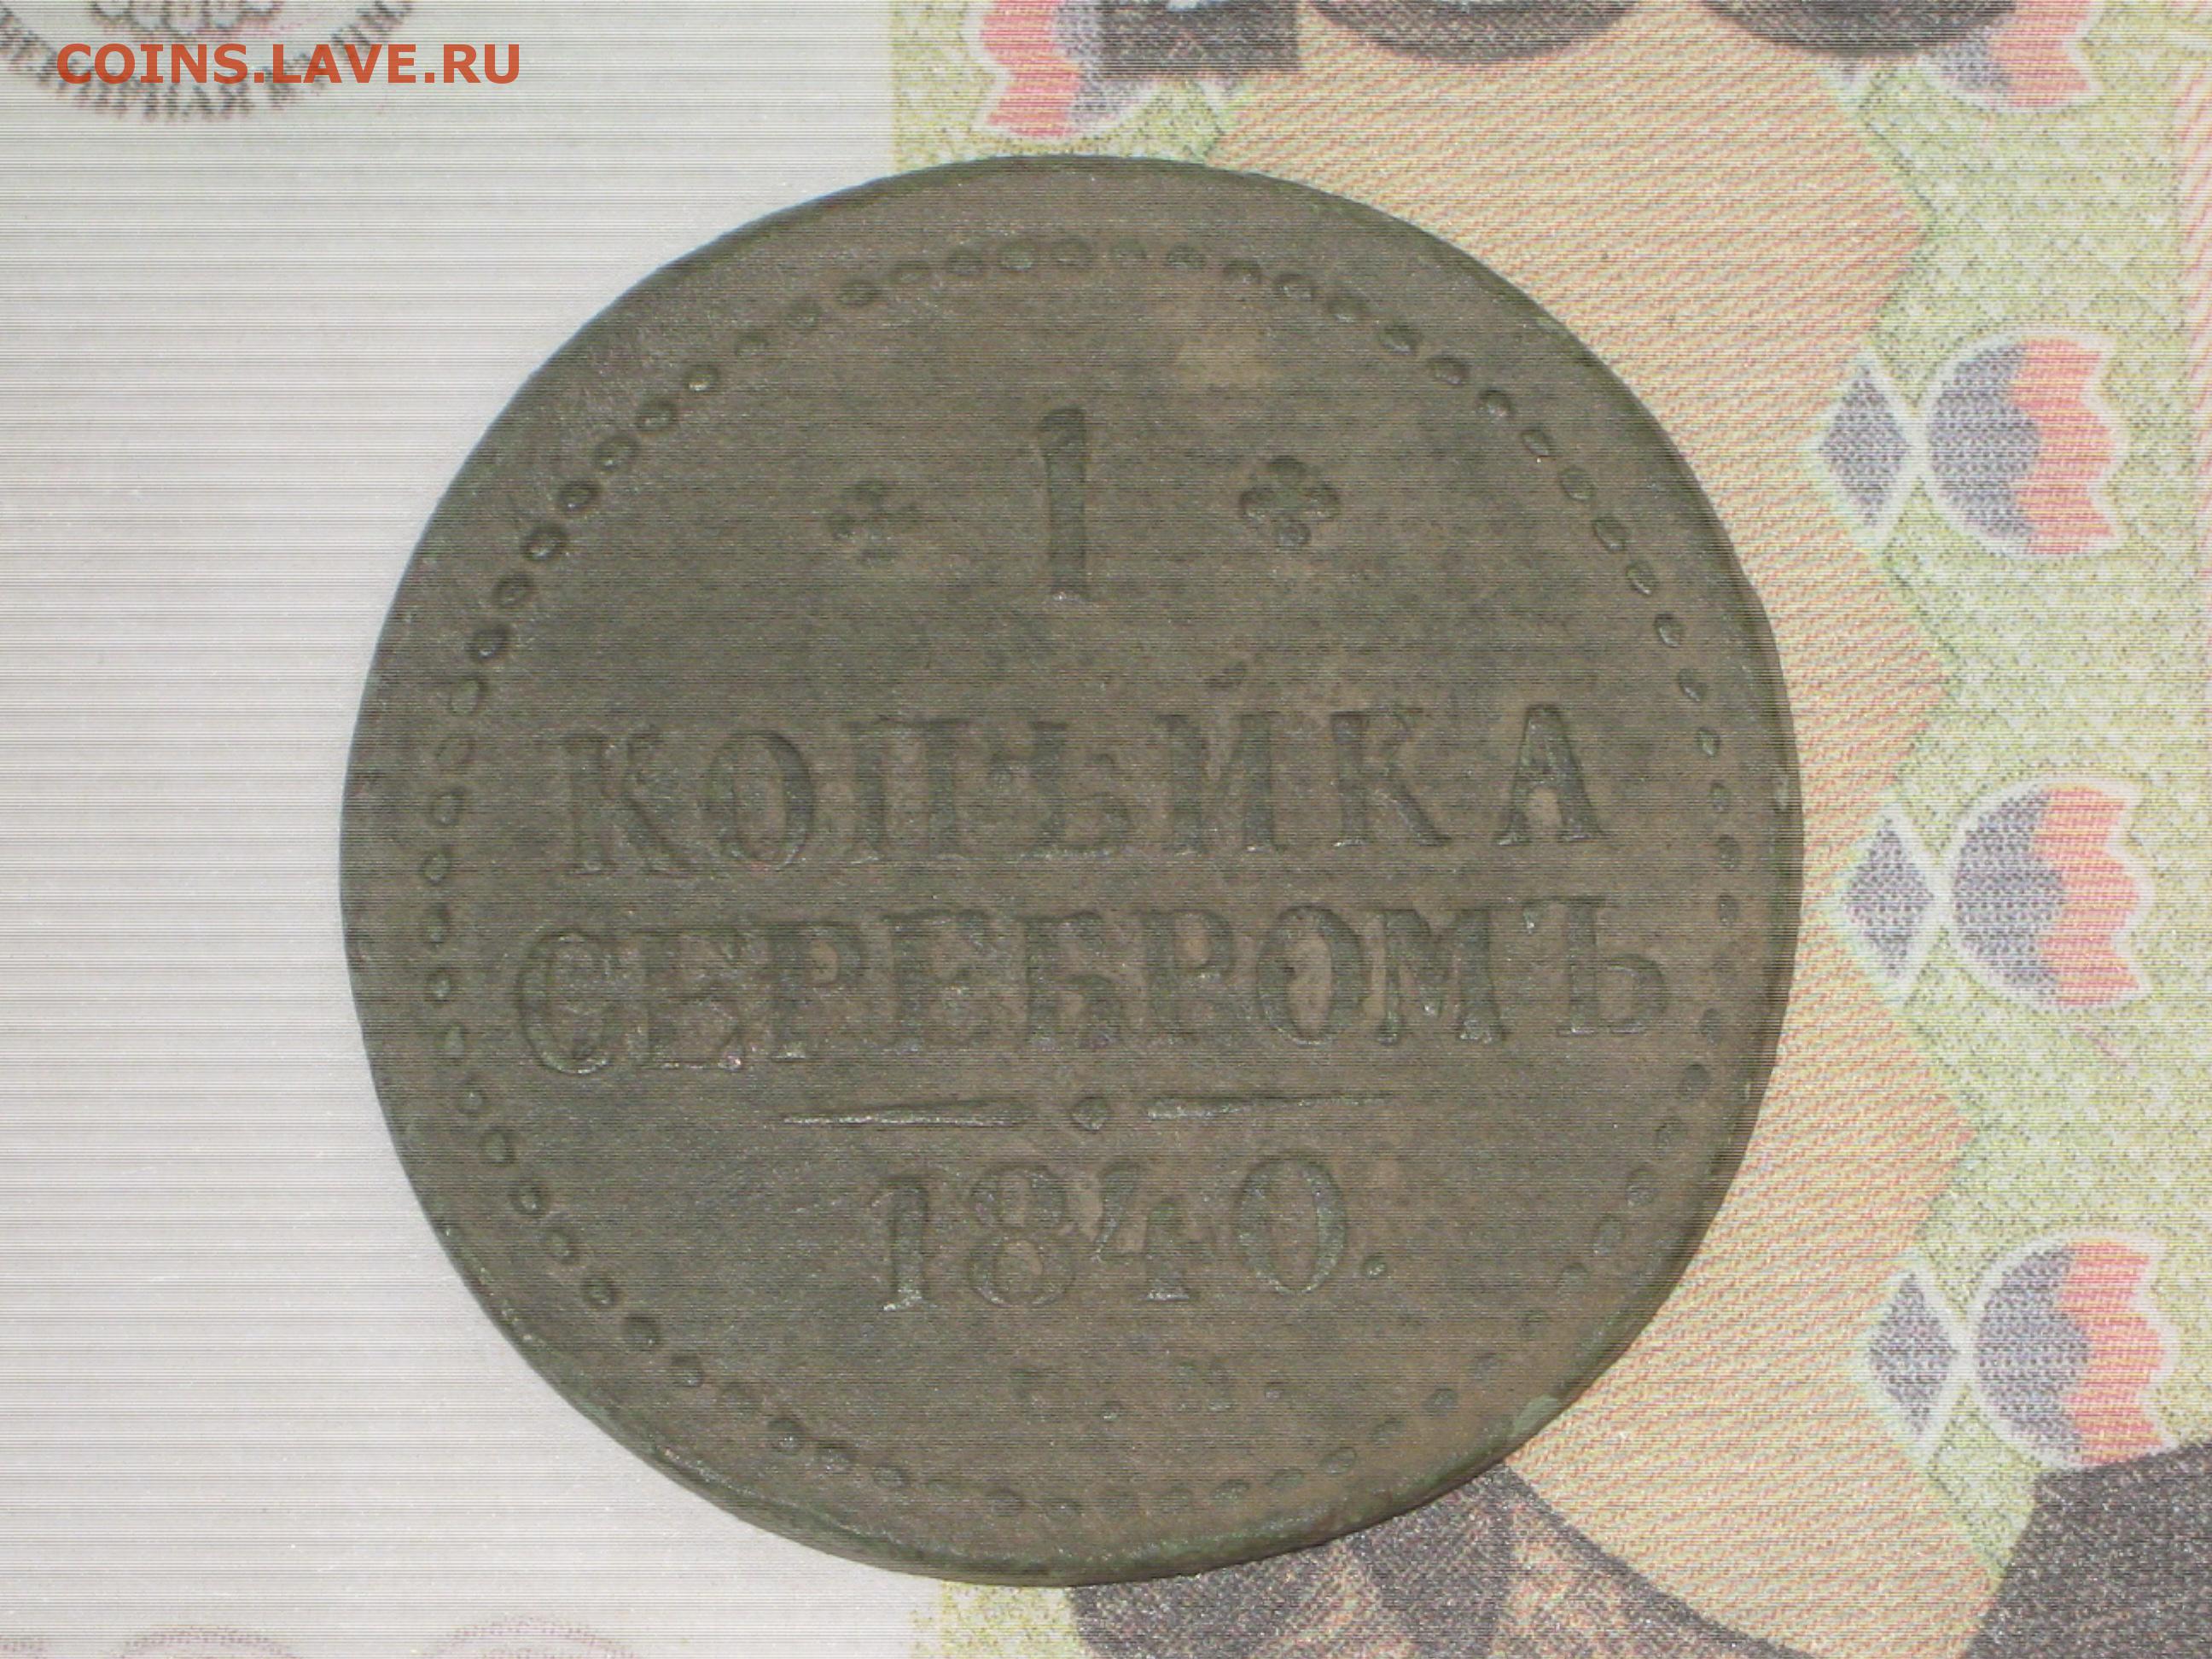 COINS.LAVE.RU
1
КОПѢЙКА
СЕРЕБРОМЪ
1840.